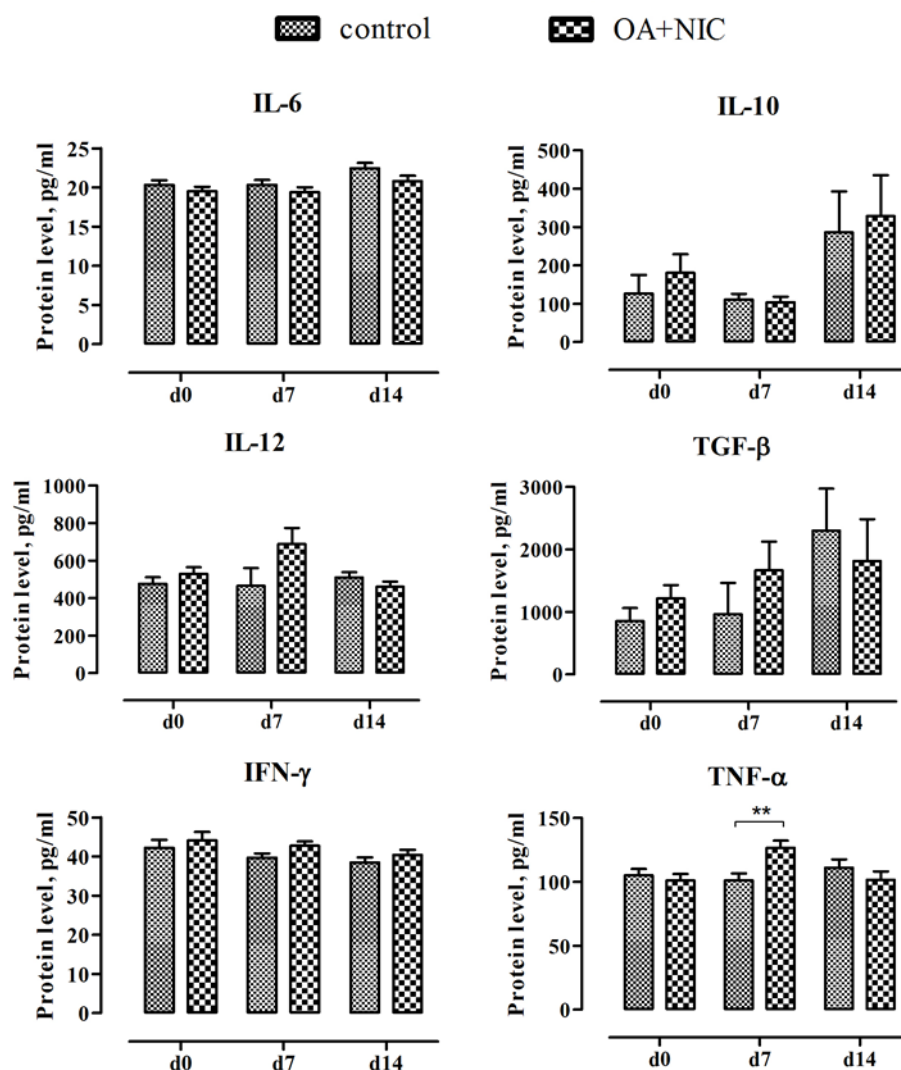 control OA+NIC
IL-6
Protein level, pg/ml
25
20
15
10
5
0
d0 d7 d14
IL-10
Protein level, pg/ml
500
400
300
200
100
0
d0 d7 d14
IL-12
Protein level, pg/ml
1000
800
600
400
200
0
d0 d7 d14
TGF-β
Protein level, pg/ml
3000
2000
1000
0
d0 d7 d14
IFN-γ
Protein level, pg/ml
50
40
30
20
10
0
d0 d7 d14
TNF-α
Protein level, pg/ml
150
100
50
0
**
d0 d7 d14